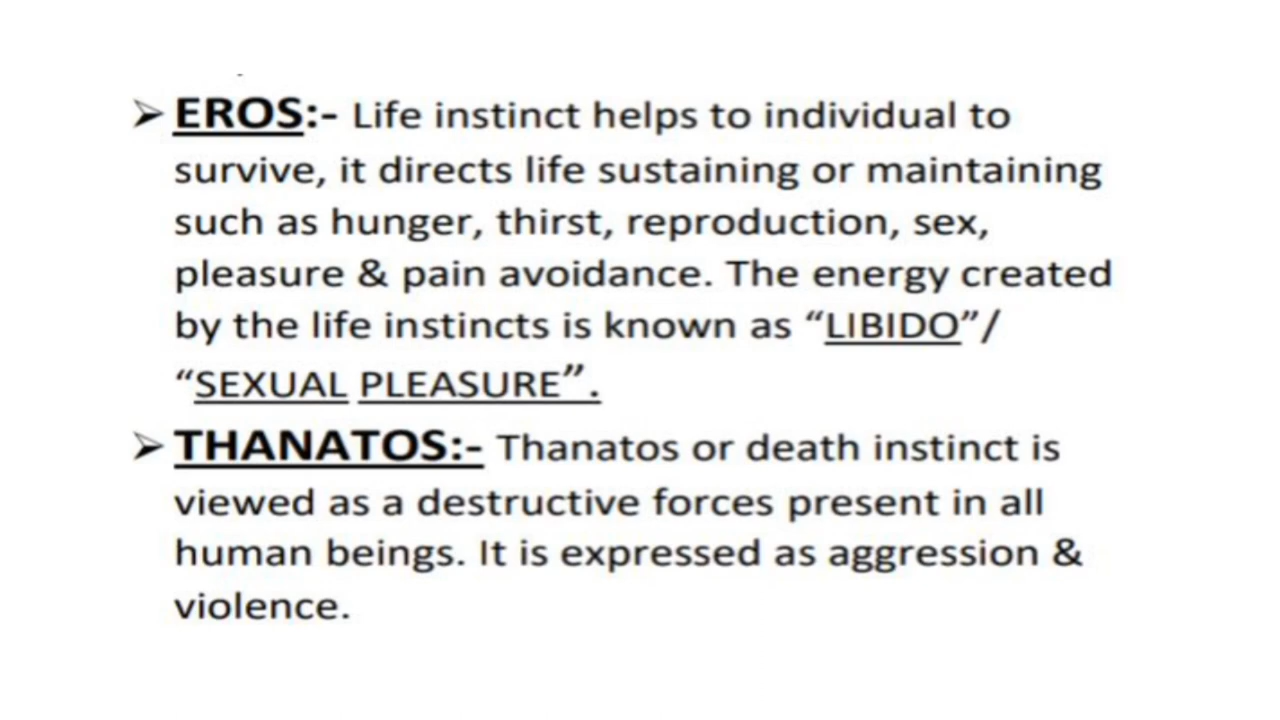 ➢ EROS:- Life instinct helps to individual to
survive, it directs life sustaining or maintaining
such as hunger, thirst, reproduction, sex,
pleasure & pain avoidance. The energy created
by the life instincts is known as “LIBIDO”/
“SEXUAL PLEASURE”.
➢ THANATOS:- Thanatos or death instinct is
viewed as a destructive forces present in all
human beings. It is expressed as aggression &
violence.